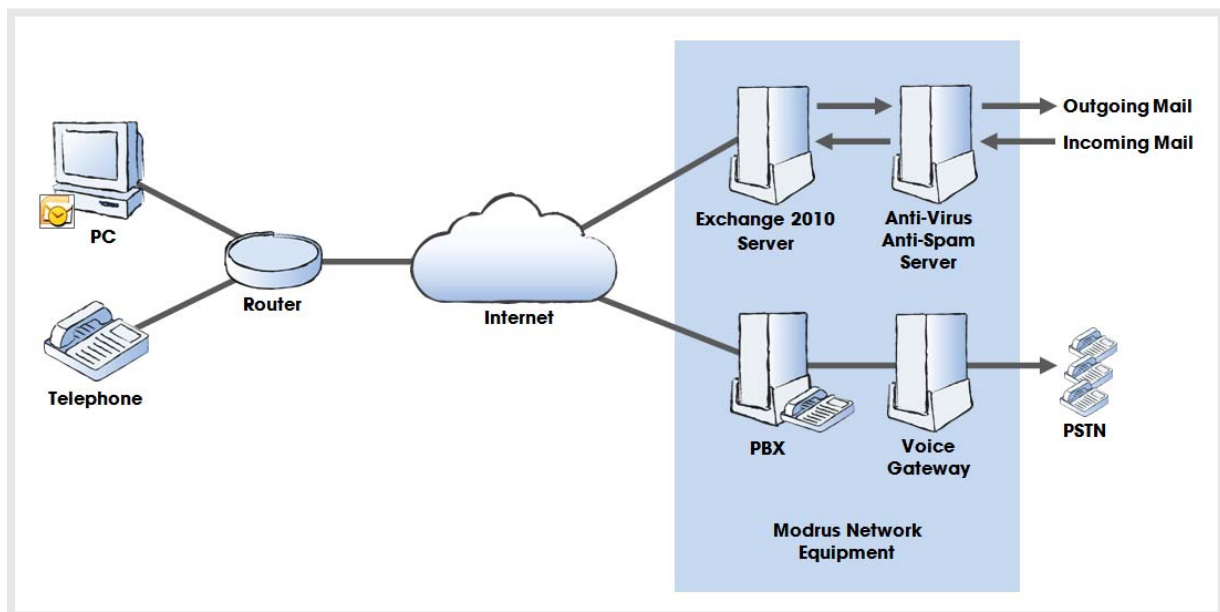 Outgoing Mail
Incoming Mail
PC
Exchange 2010
Server
Anti-Virus
Anti-Spam
Server
Router
Internet
Telephone
PBX
Voice
Gateway
PSTN
Modrus Network
Equipment